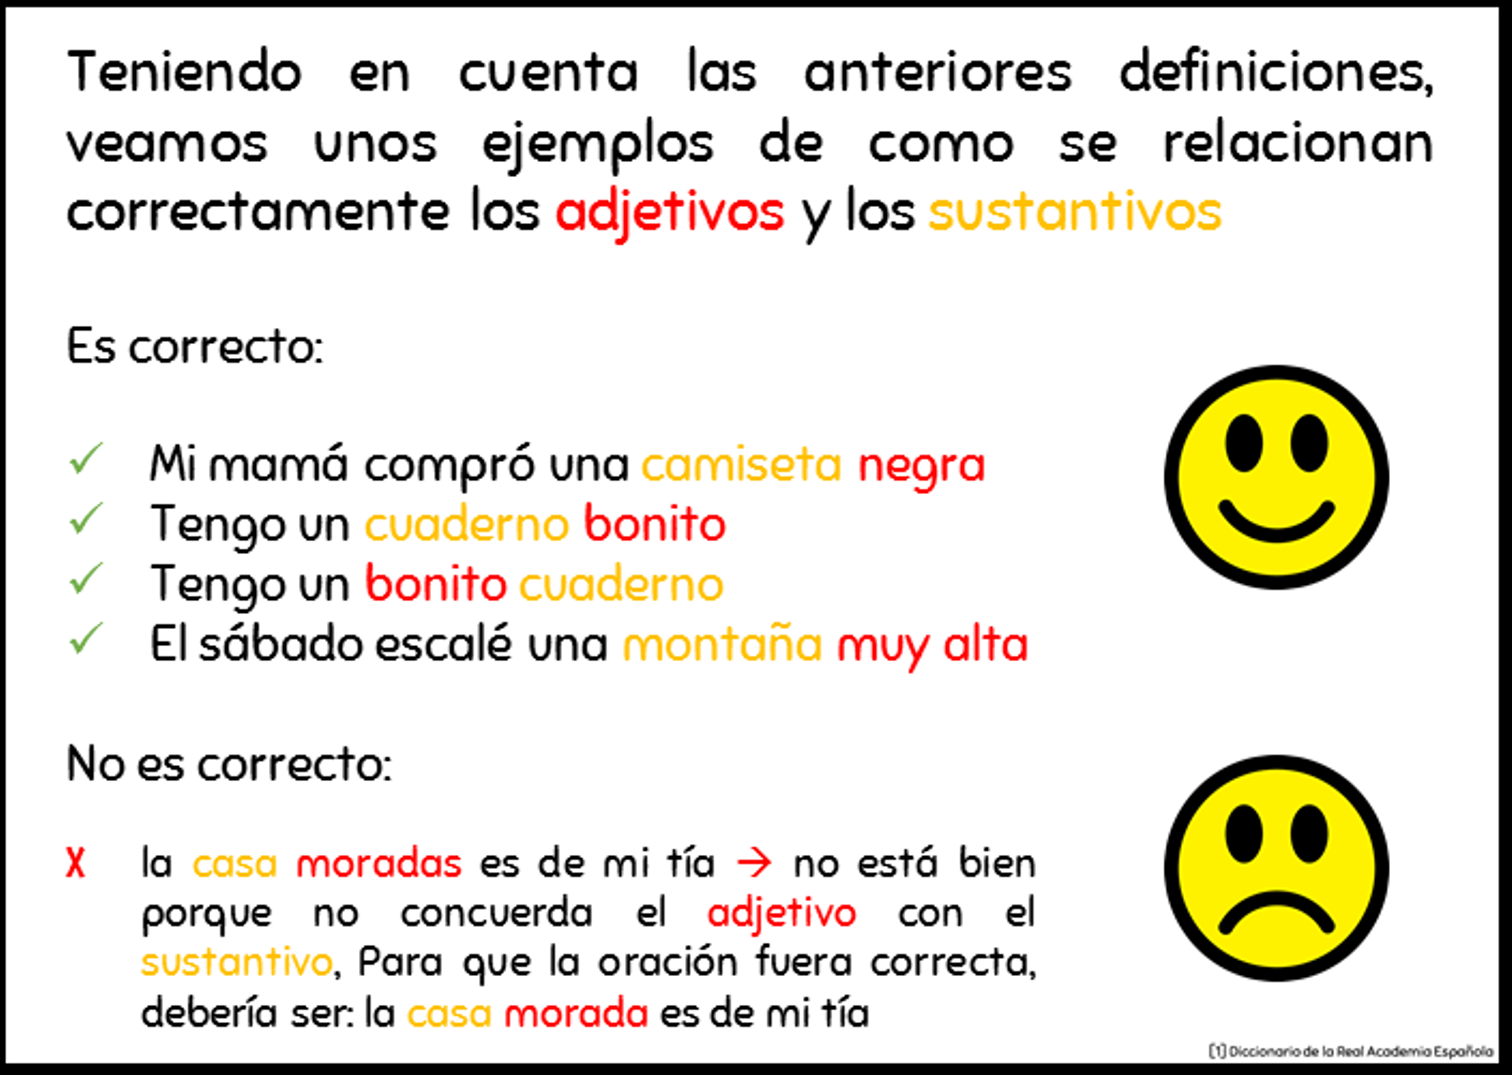 Teniendo en cuenta las anteriores definiciones,
veamos unos ejemplos de como se relacionan
correctamente los adjetivos y los sustantivos
Es correcto:
✓ Mi mamá compró una camiseta negra
✓ Tengo un cuaderno bonito
✓ Tengo un bonito cuaderno
✓ El sábado escalé una montaña muy alta
No es correcto:
X la casa moradas es de mi tía → no está bien
porque no concuerda el adjetivo con el
sustantivo, Para que la oración fuera correcta,
debería ser: la casa morada es de mi tía
[1] Diccionario de la Real Academia Española